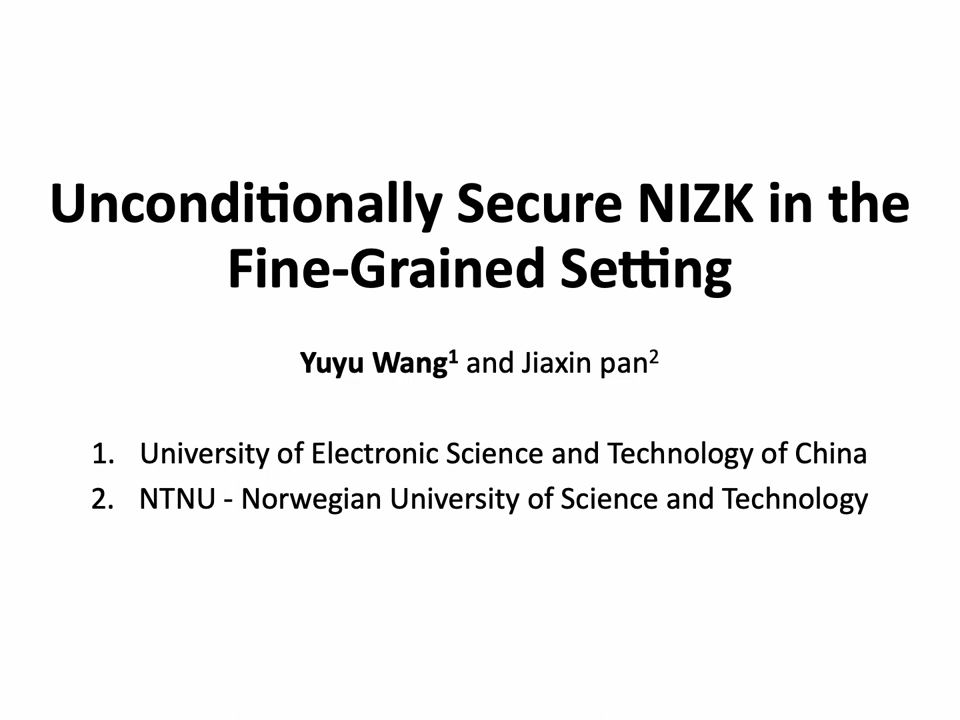 Unconditionally Secure NIZK in the
Fine-Grained Setting
Yuyu Wang¹ and Jiaxin pan²
1. University of Electronic Science and Technology of China
2. NTNU - Norwegian University of Science and Technology